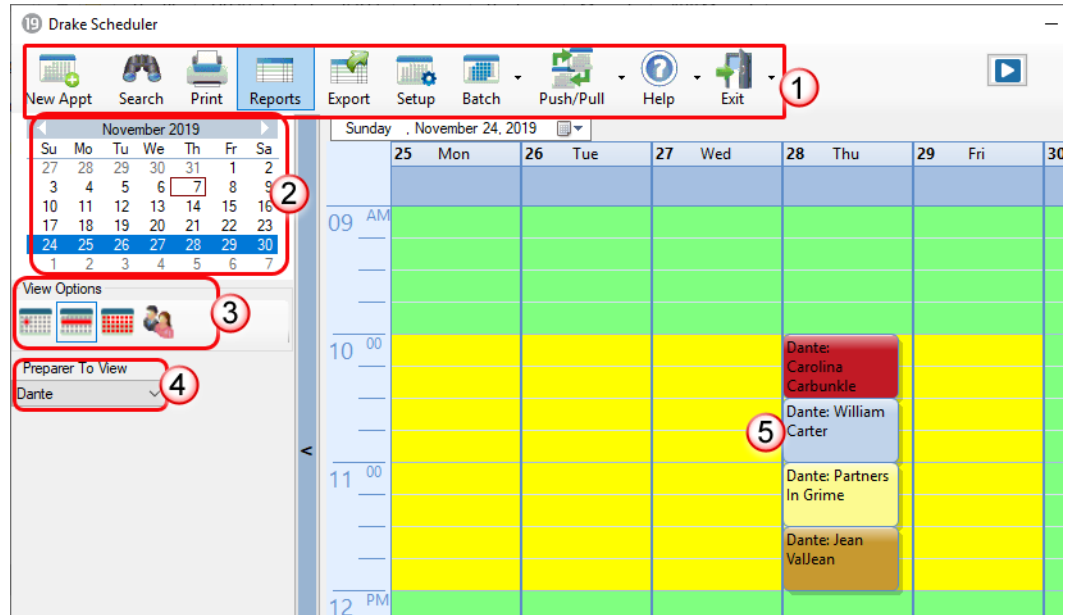 19 Drake Scheduler
New Appt Search Print Reports Export Setup Batch Push/Pull Help Exit
1
November 2019
Su Mo Tu We Th Fr Sa
27 28 29 30 31 1 2
3 4 5 6 7 8 9
10 11 12 13 14 15 16
17 18 19 20 21 22 23
24 25 26 27 28 29 30
1 2 3 4 5 6 7
2
View Options
3
Preparer To View
Dante
4
<
Sunday , November 24, 2019
25 Mon 26 Tue 27 Wed 28 Thu 29 Fri 30
09 AM
10 00
Dante:
Carolina
Carbunkle
Dante: William
Carter
5
11 00
Dante: Partners
In Grime
Dante: Jean
ValJean
12 PM